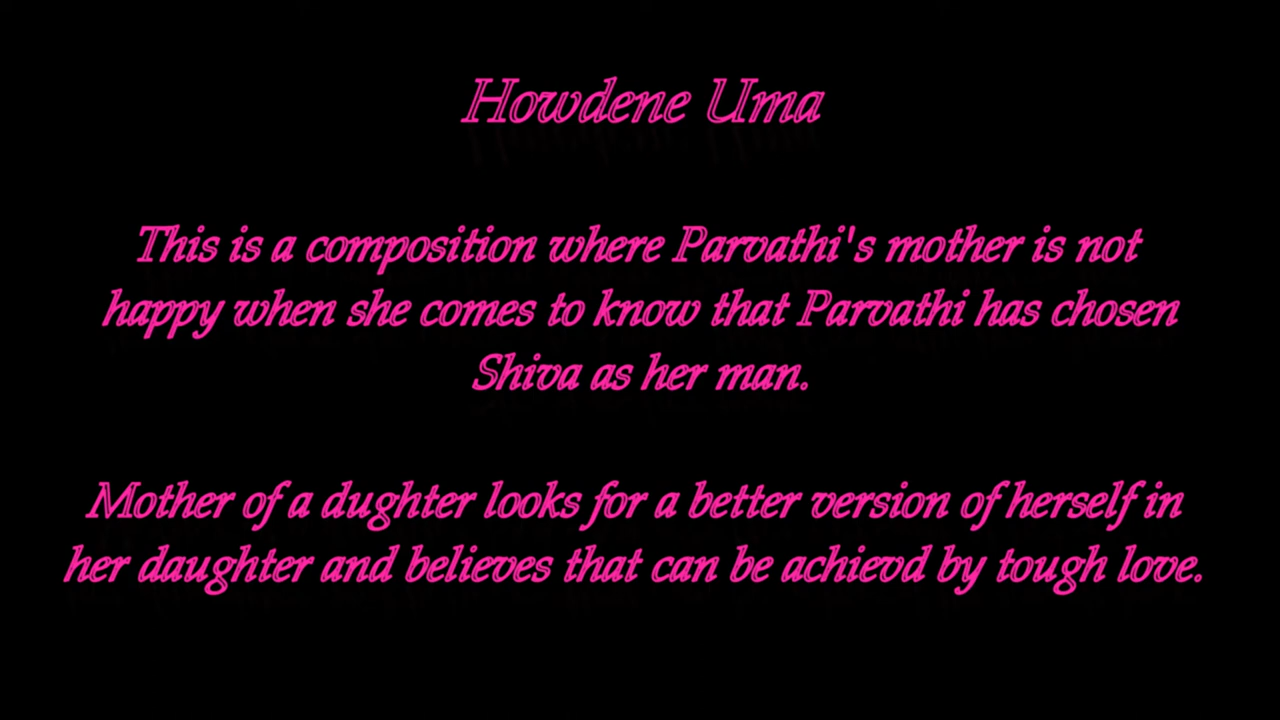 Howdene Uma
This is a composition where Parvathi's mother is not
happy when she comes to know that Parvathi has chosen
Shiva as her man.
Mother of a dughter looks for a better version of herself in
her daughter and believes that can be achievd by tough love.